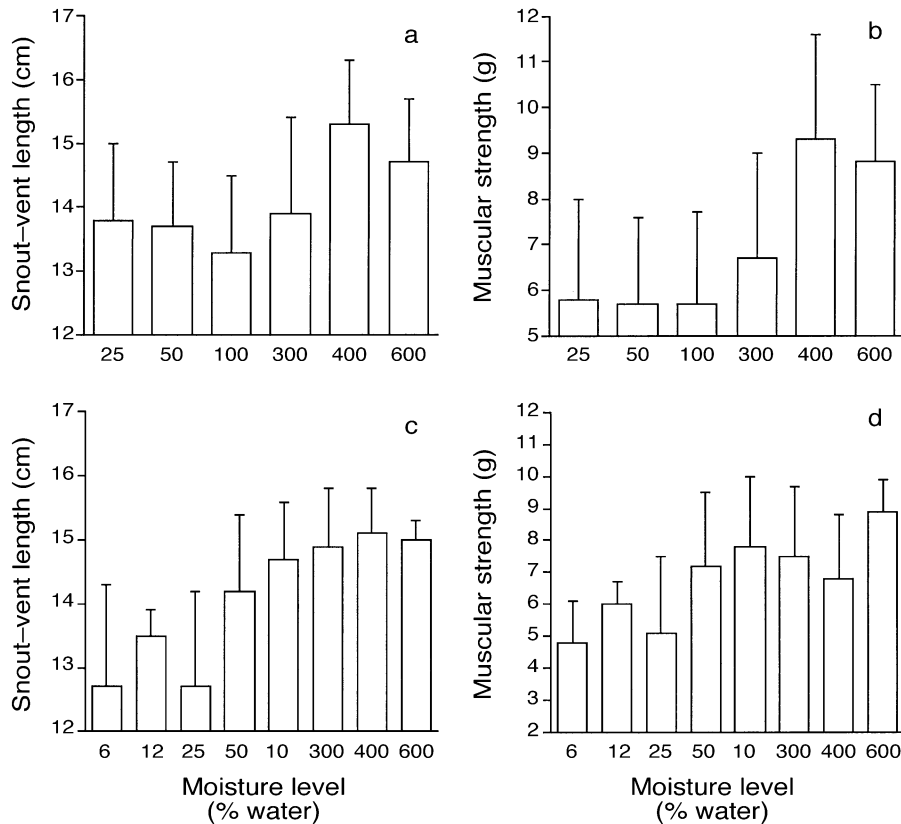 a
Snout–vent length (cm)
17
16
15
14
13
12
25 50 100 300 400 600
b
Muscular strength (g)
12
11
10
9
8
7
6
5
25 50 100 300 400 600
c
Snout–vent length (cm)
17
16
15
14
13
12
6 12 25 50 10 300 400 600
Moisture level
(% water)
d
Muscular strength (g)
12
11
10
9
8
7
6
5
4
3
2
6 12 25 50 10 300 400 600
Moisture level
(% water)